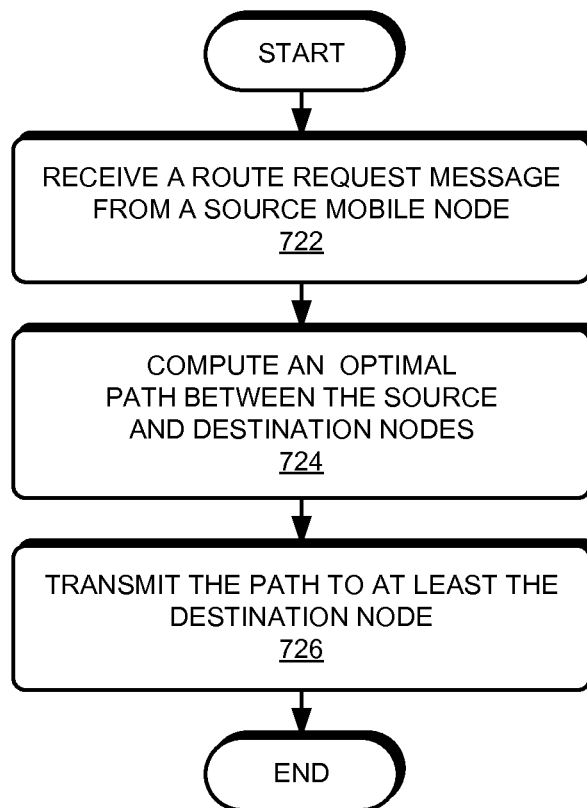 START
RECEIVE A ROUTE REQUEST MESSAGE
FROM A SOURCE MOBILE NODE
722
COMPUTE AN OPTIMAL
PATH BETWEEN THE SOURCE
AND DESTINATION NODES
724
TRANSMIT THE PATH TO AT LEAST THE
DESTINATION NODE
726
END